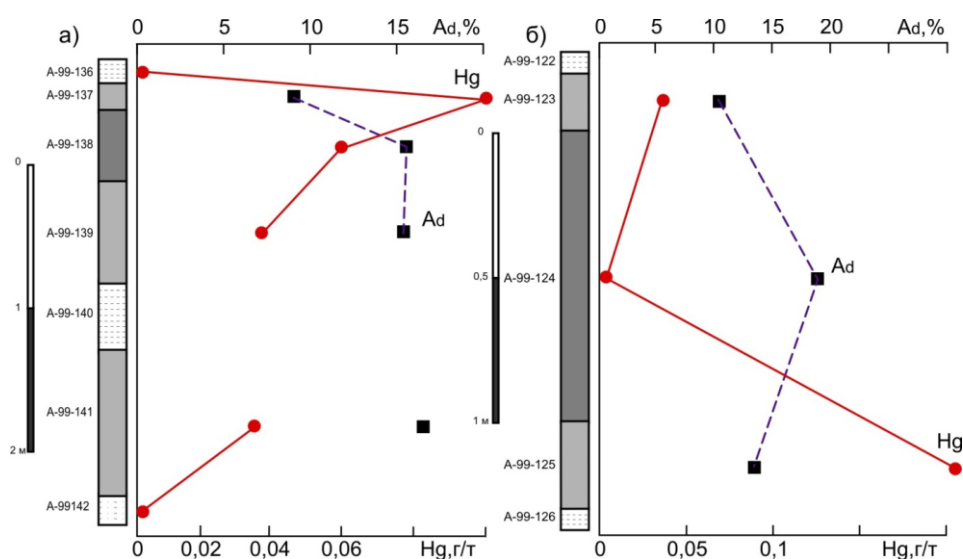 а)
0 5 10 15 Ad,%
Hg
Ad
A-99-136
A-99-137
A-99-138
A-99-139
A-99-140
A-99-141
A-99142
0
1
2 м
0 0,02 0,04 0,06 Hg,г/т
б)
0 5 10 15 20 Ad,%
0
0,5
1 м
A-99-122
A-99-123
A-99-124
A-99-125
A-99-126
Ad
Hg
0 0,05 0,1 Hg,г/т